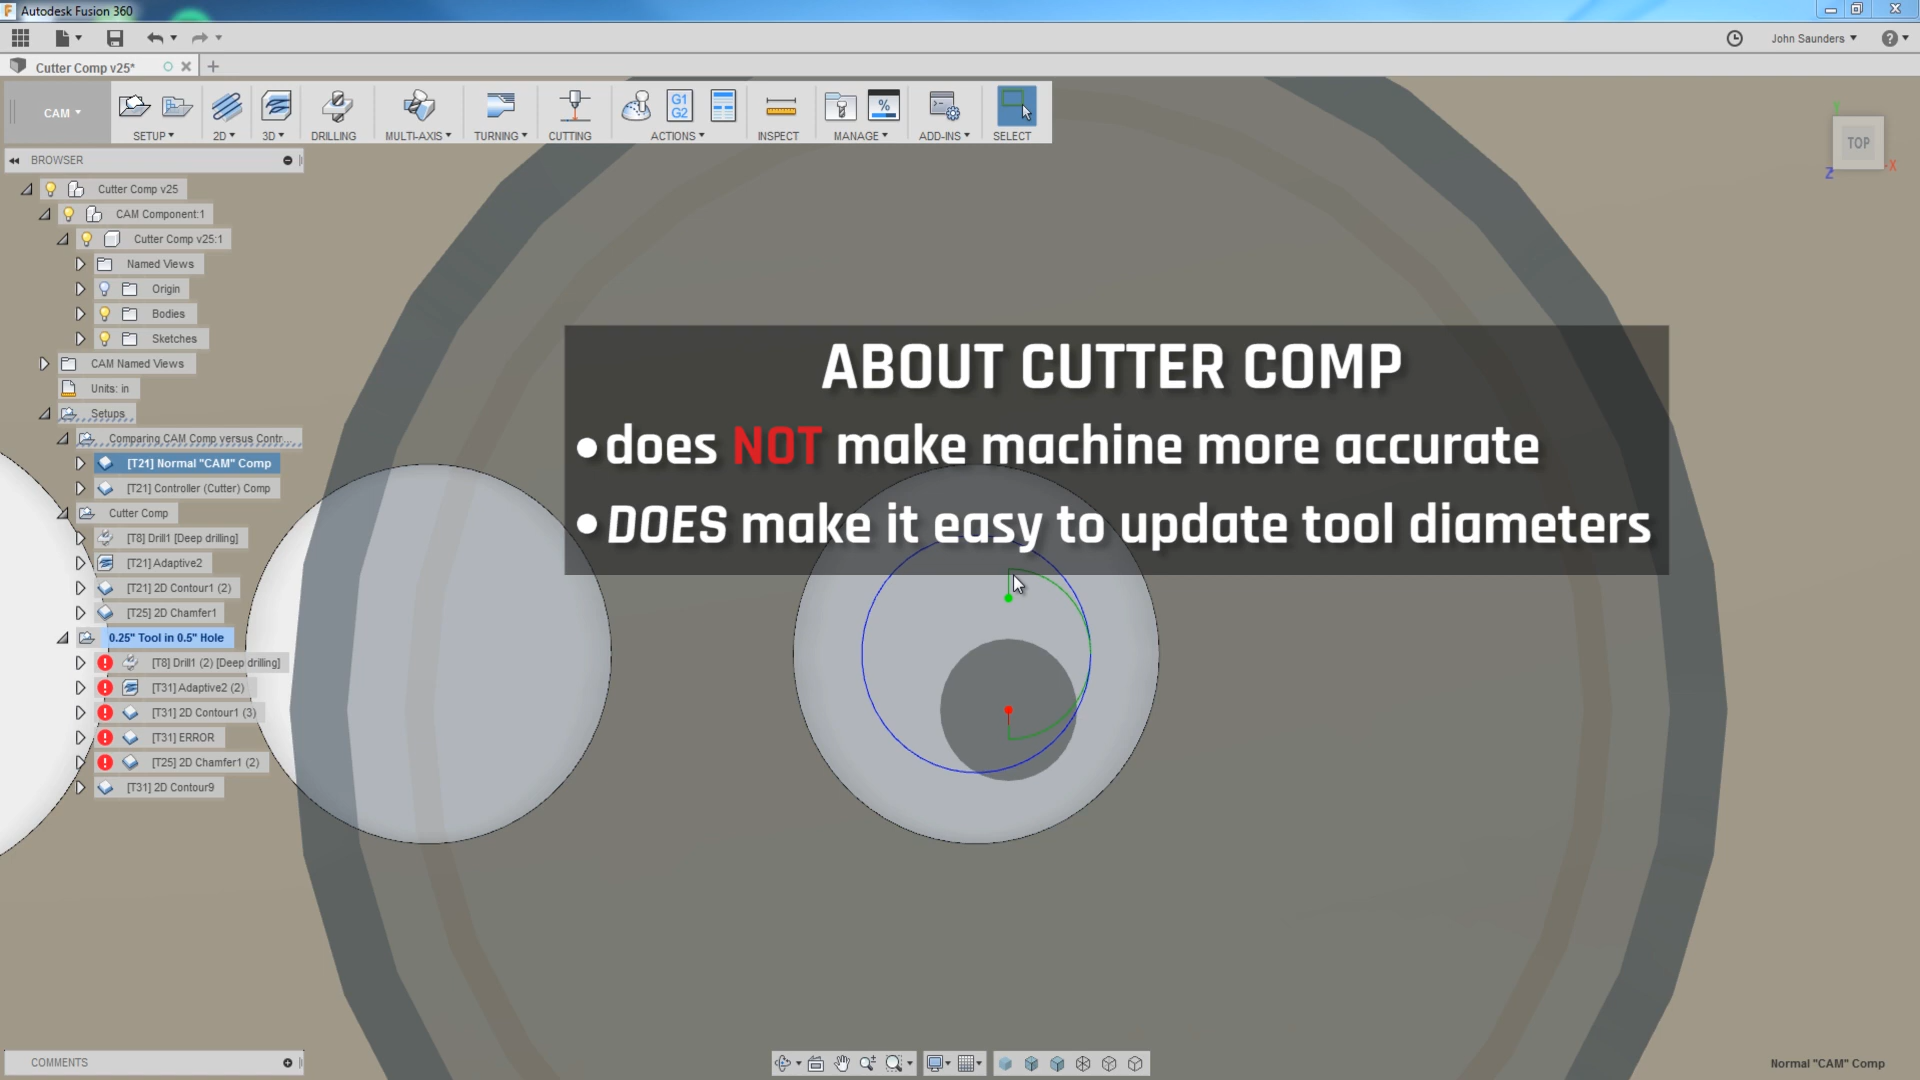 Autodesk Fusion 360
John Saunders
Cutter Comp v25*
CAM
SETUP
2D
3D
DRILLING
MULTI-AXIS
TURNING
CUTTING
G1
G2
ACTIONS
INSPECT
%
MANAGE
ADD-INS
SELECT
Y
TOP
Z
X
BROWSER
Cutter Comp v25
CAM Component:1
Cutter Comp v25:1
Named Views
Origin
Bodies
Sketches
CAM Named Views
Units: in
Setups
Comparing CAM Comp versus Contr...
[T21] Normal "CAM" Comp
[T21] Controller (Cutter) Comp
Cutter Comp
[T8] Drill1 [Deep drilling]
[T21] Adaptive2
[T21] 2D Contour1 (2)
[T25] 2D Chamfer1
0.25" Tool in 0.5" Hole
[T8] Drill1 (2) [Deep drilling]
[T31] Adaptive2 (2)
[T31] 2D Contour1 (3)
[T31] ERROR
[T25] 2D Chamfer1 (2)
[T31] 2D Contour9
ABOUT CUTTER COMP
•does NOT make machine more accurate
•DOES make it easy to update tool diameters
COMMENTS
Normal "CAM" Comp